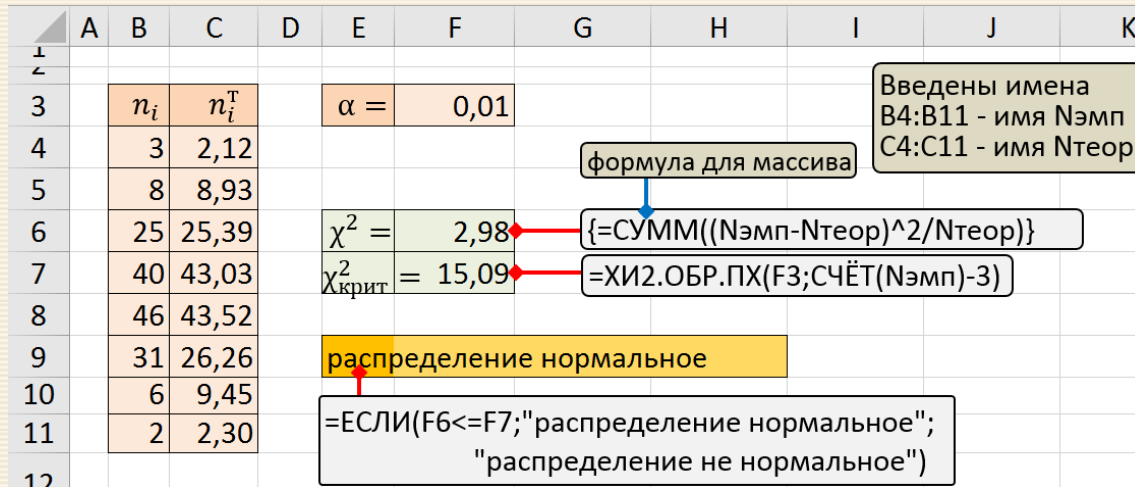 A B C D E F G H I J K
1
2
3 nᵢ nᵢᵀ α = 0,01 Введены имена
B4:B11 - имя Nэмп
4 3 2,12 C4:C11 - имя Nтеор
формула для массива
5 8 8,93
6 25 25,39 χ² = 2,98 {=СУММ((Nэмп-Nтеор)^2/Nтеор)}
7 40 43,03 χ²крит = 15,09 =ХИ2.ОБР.ПХ(F3;СЧЁТ(Nэмп)-3)
8 46 43,52
9 31 26,26 распределение нормальное
10 6 9,45
=ЕСЛИ(F6<=F7;"распределение нормальное";
11 2 2,30
"распределение не нормальное")
12